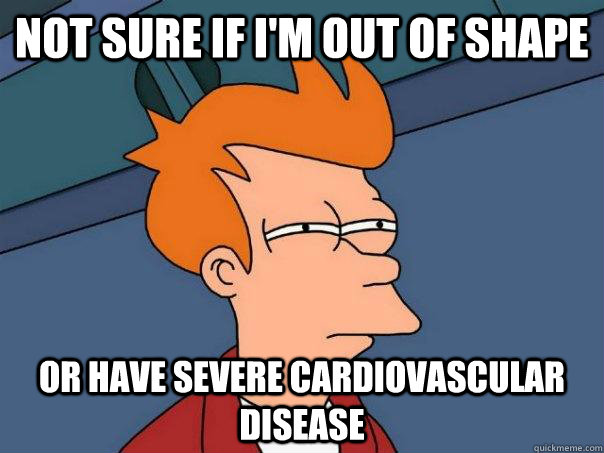 NOT SURE IF I'M OUT OF SHAPE
OR HAVE SEVERE CARDIOVASCULAR
DISEASE
quickmeme.com